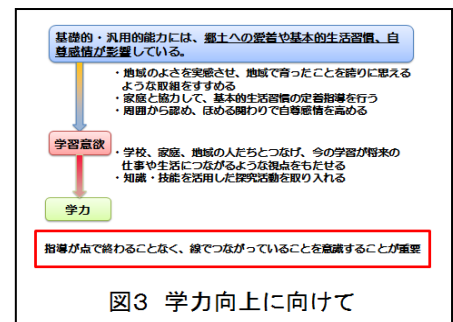 基礎的・汎用的能力には、郷土への愛着や基本的生活習慣、自
尊感情が影響している。
・地域のよさを実感させ、地域で育ったことを誇りに思える
ような取組をすすめる
・家庭と協力して、基本的生活習慣の定着指導を行う
・周囲から認め、ほめる関わりで自尊感情を高める
学習意欲
・学校、家庭、地域の人たちとつなげ、今の学習が将来の
仕事や生活につながるような視点をもたせる
・知識・技能を活用した探究活動を取り入れる
学力
指導が点で終わることなく、線でつながっていることを意識することが重要
図3 学力向上に向けて